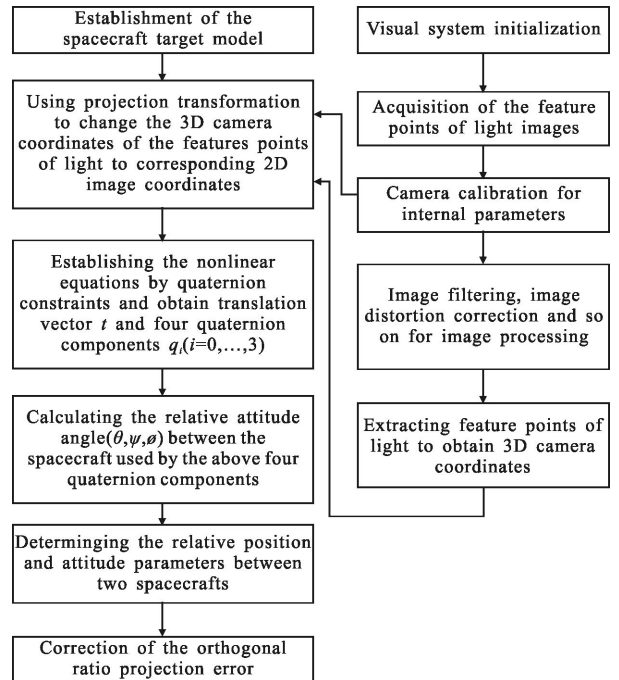 Establishment of the
spacecraft target model
Using projection transformation
to change the 3D camera
coordinates of the features points
of light to corresponding 2D
image coordinates
Establishing the nonlinear
equations by quaternion
constraints and obtain translation
vector t and four quaternion
components qᵢ(i=0,...,3)
Calculating the relative attitude
angle(θ,ψ,ø) between the
spacecraft used by the above four
quaternion components
Determinging the relative position
and attitude parameters between
two spacecrafts
Correction of the orthogonal
ratio projection error
Visual system initialization
Acquisition of the feature
points of light images
Camera calibration for
internal parameters
Image filtering, image
distortion correction and so
on for image processing
Extracting feature points of
light to obtain 3D camera
coordinates